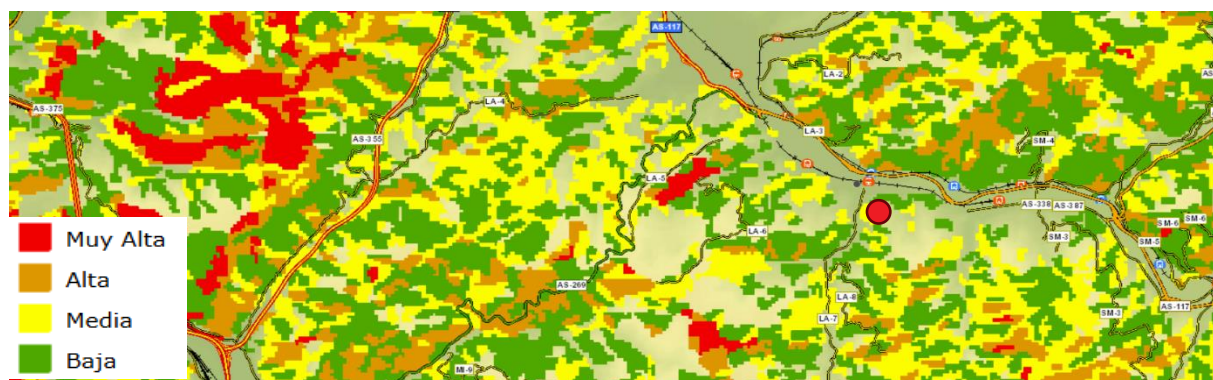 AS-117
LA-2
LA-4
AS-375
LA-3
AS-355
SM-4
LA-5
AS-338
AS-387
SM-6
SM-6
LA-6
SM-3
SM-5
Muy Alta
Alta
AS-269
LA-8
AS-117
SM-3
LA-7
Media
Baja
MI-9